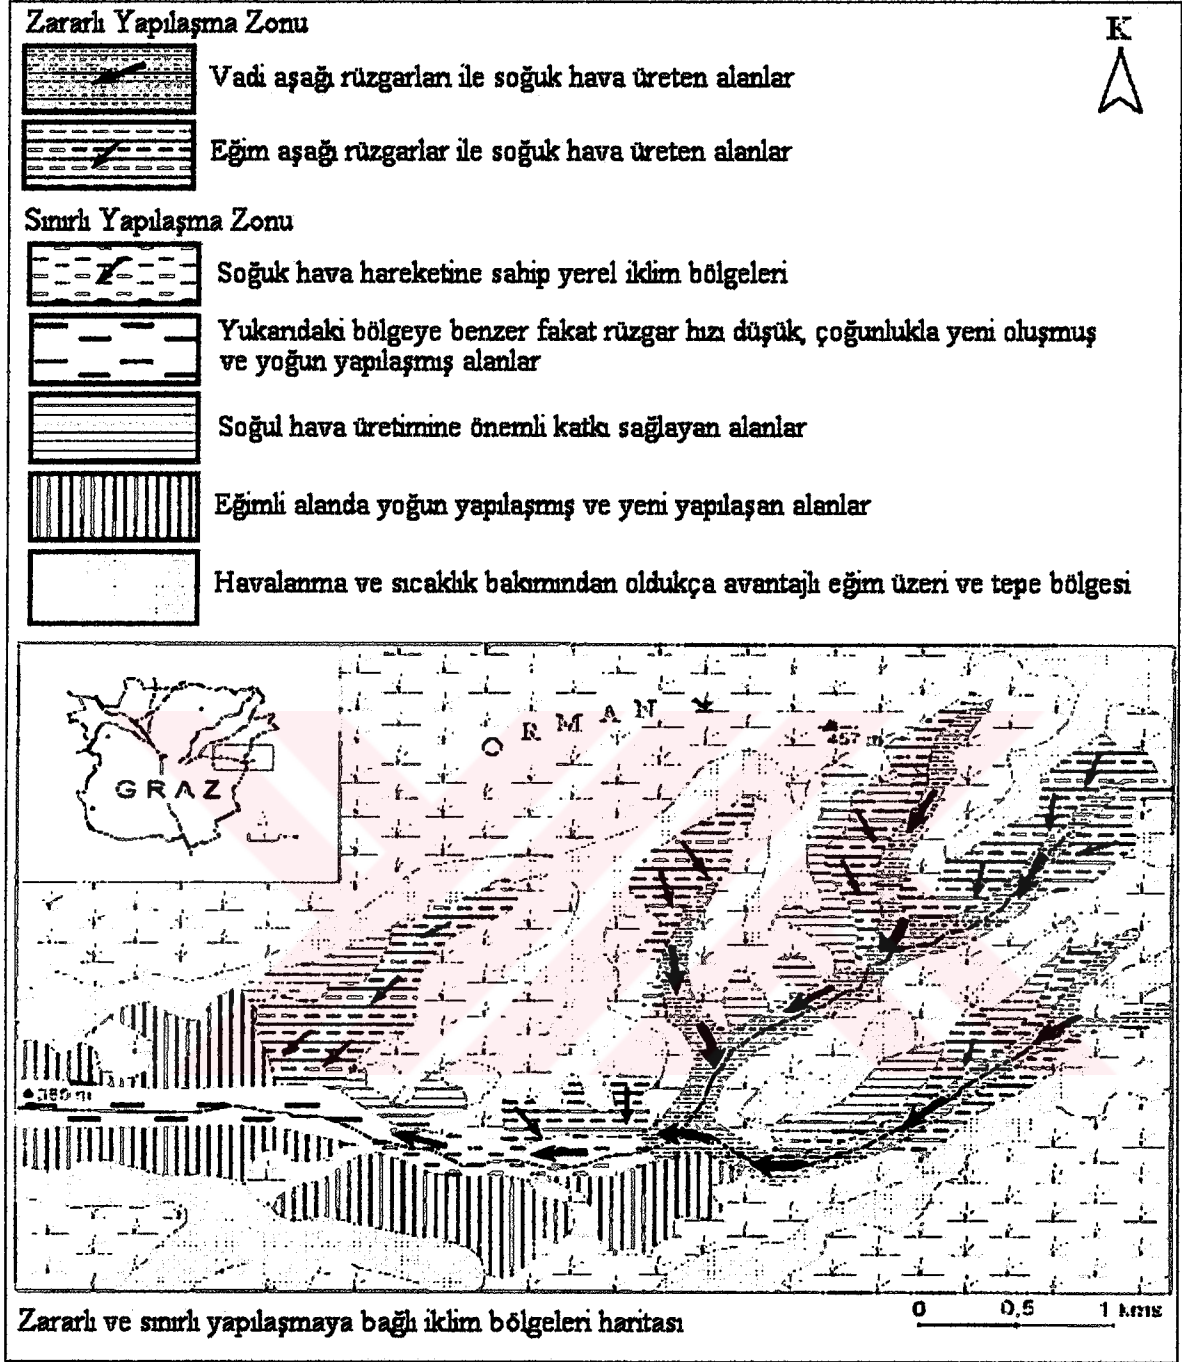 Zararlı Yapılaşma Zonu
K
Vadi aşağı rüzgarları ile soğuk hava üreten alanlar
Eğim aşağı rüzgarlar ile soğuk hava üreten alanlar
Sınırlı Yapılaşma Zonu
Soğuk hava hareketine sahip yerel iklim bölgeleri
Yukarıdaki bölgeye benzer fakat rüzgar hızı düşük, çoğunlukla yeni oluşmuş
ve yoğun yapılaşmış alanlar
Soğul hava üretimine önemli katkı sağlayan alanlar
Eğimli alanda yoğun yapılaşmış ve yeni yapılaşan alanlar
Havalanma ve sıcaklık bakımından oldukça avantajlı eğim üzeri ve tepe bölgesi
ORMAN
457 m
GRAZ
380 m
0 0,5 1 kms
Zararlı ve sınırlı yapılaşmaya bağlı iklim bölgeleri haritası